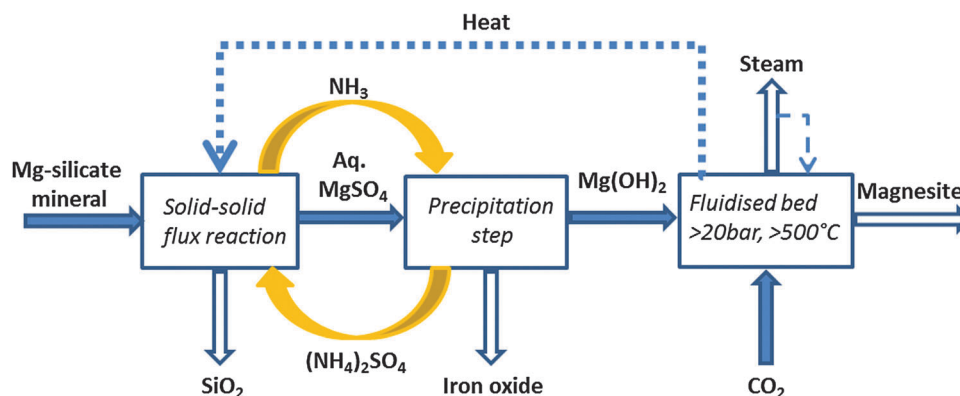 Heat
Steam
NH₃
Mg-silicate
mineral
Aq.
MgSO₄
Mg(OH)₂
Magnesite
Solid-solid
flux reaction
Precipitation
step
Fluidised bed
>20bar, >500°C
(NH₄)₂SO₄
SiO₂
Iron oxide
CO₂